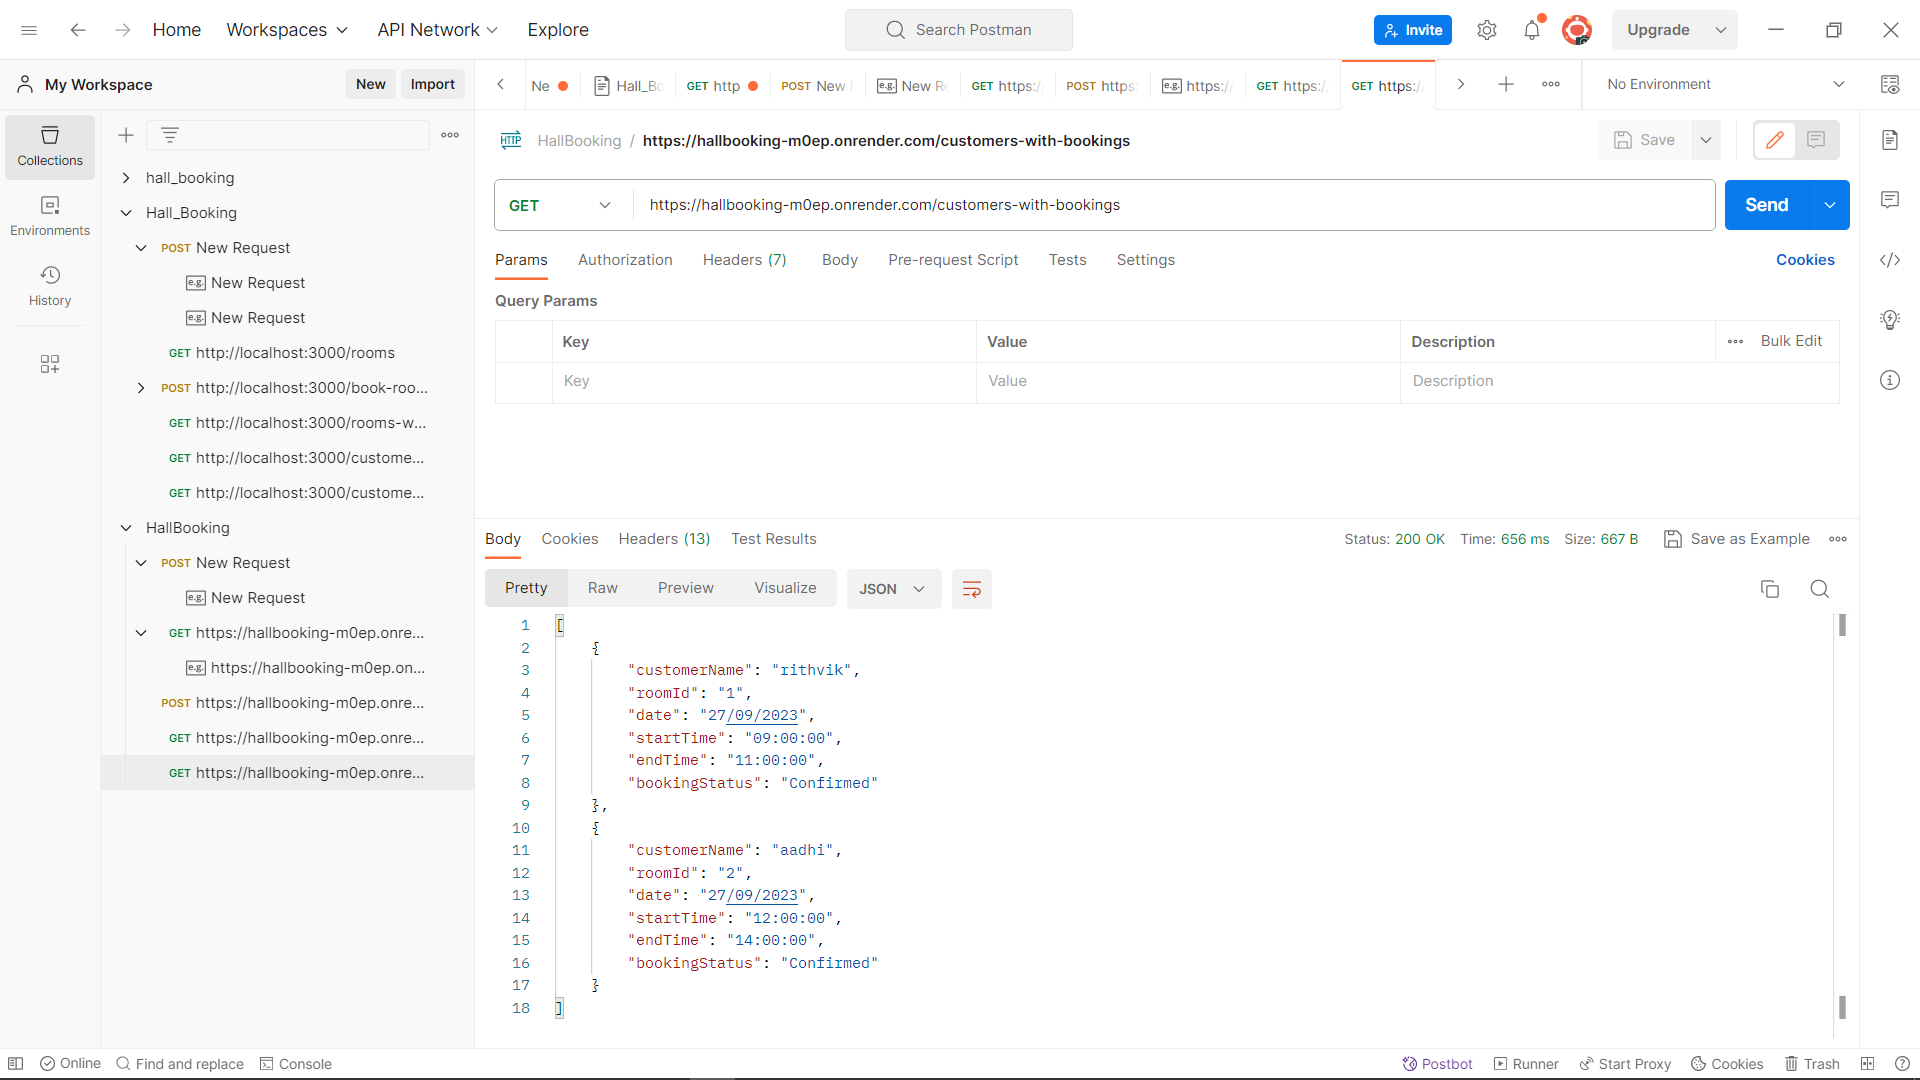 Home Workspaces API Network Explore Search Postman Invite Upgrade
My Workspace New Import Ne Hall_Bo GET http POST New R e.g. New Re GET https:/ POST https: e.g. https:/ GET https:/ GET https:/ No Environment
HallBooking / https://hallbooking-m0ep.onrender.com/customers-with-bookings Save
GET https://hallbooking-m0ep.onrender.com/customers-with-bookings Send
Params Authorization Headers (7) Body Pre-request Script Tests Settings Cookies
Query Params
Key Value Description Bulk Edit
Key Value Description
Collections
Environments
History
hall_booking
Hall_Booking
POST New Request
e.g. New Request
e.g. New Request
GET http://localhost:3000/rooms
POST http://localhost:3000/book-roo...
GET http://localhost:3000/rooms-w...
GET http://localhost:3000/custome...
GET http://localhost:3000/custome...
HallBooking
POST New Request
e.g. New Request
GET https://hallbooking-m0ep.onre...
e.g. https://hallbooking-m0ep.on...
POST https://hallbooking-m0ep.onre...
GET https://hallbooking-m0ep.onre...
GET https://hallbooking-m0ep.onre...
Body Cookies Headers (13) Test Results Status: 200 OK Time: 656 ms Size: 667 B Save as Example
Pretty Raw Preview Visualize JSON
1 [
2 {
3 "customerName": "rithvik",
4 "roomId": "1",
5 "date": "27/09/2023",
6 "startTime": "09:00:00",
7 "endTime": "11:00:00",
8 "bookingStatus": "Confirmed"
9 },
10 {
11 "customerName": "aadhi",
12 "roomId": "2",
13 "date": "27/09/2023",
14 "startTime": "12:00:00",
15 "endTime": "14:00:00",
16 "bookingStatus": "Confirmed"
17 }
18 ]
Online Find and replace Console Postbot Runner Start Proxy Cookies Trash